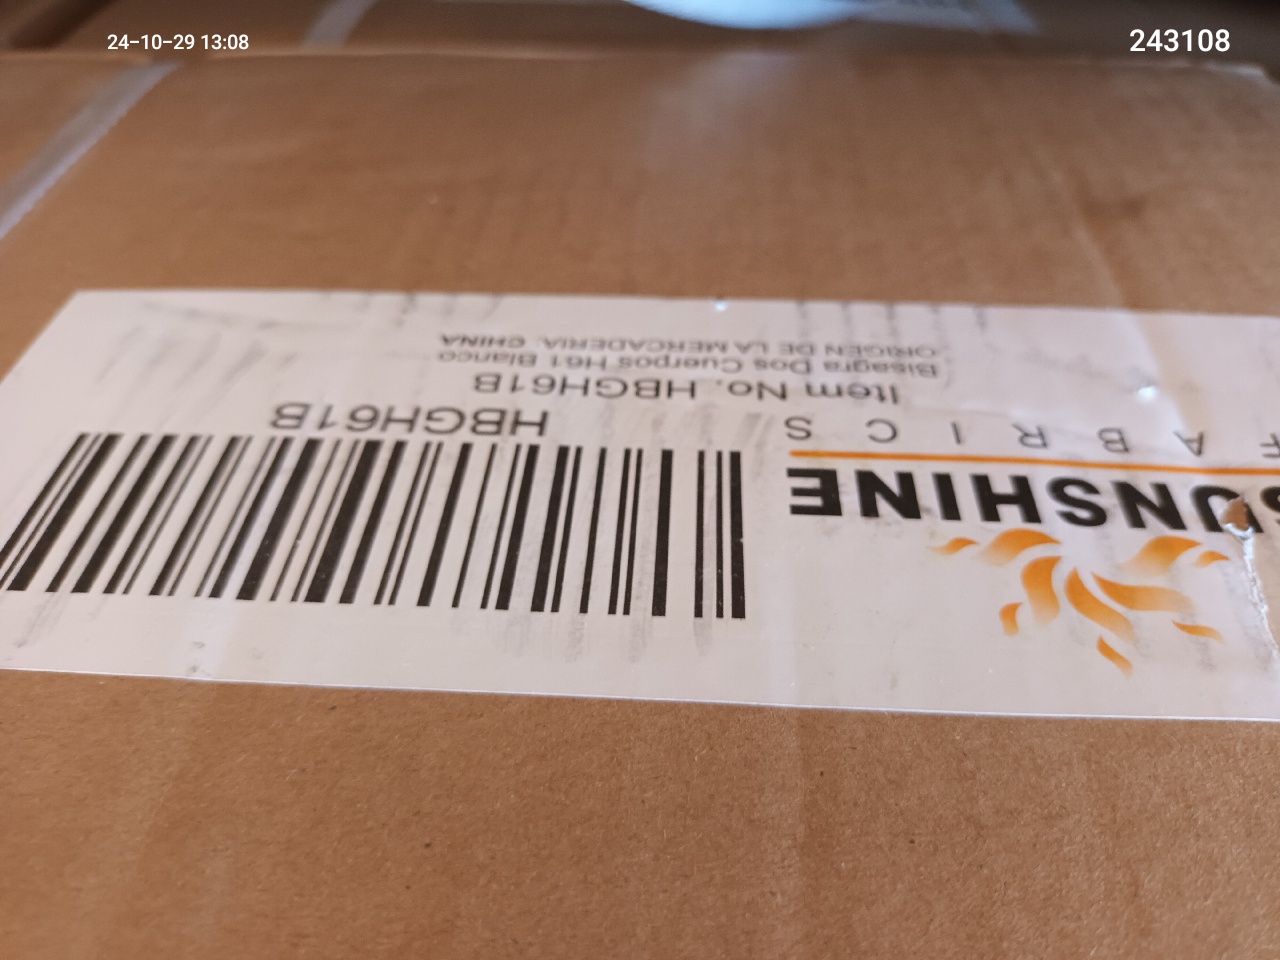 24-10-29 13:08
243108
SUNSHINE
FABRICS
HBGH61B
Item No. HBGH61B
Bisagra Dos Cuerpos H61 Blanco
ORIGEN DE LA MERCADERIA: CHINA